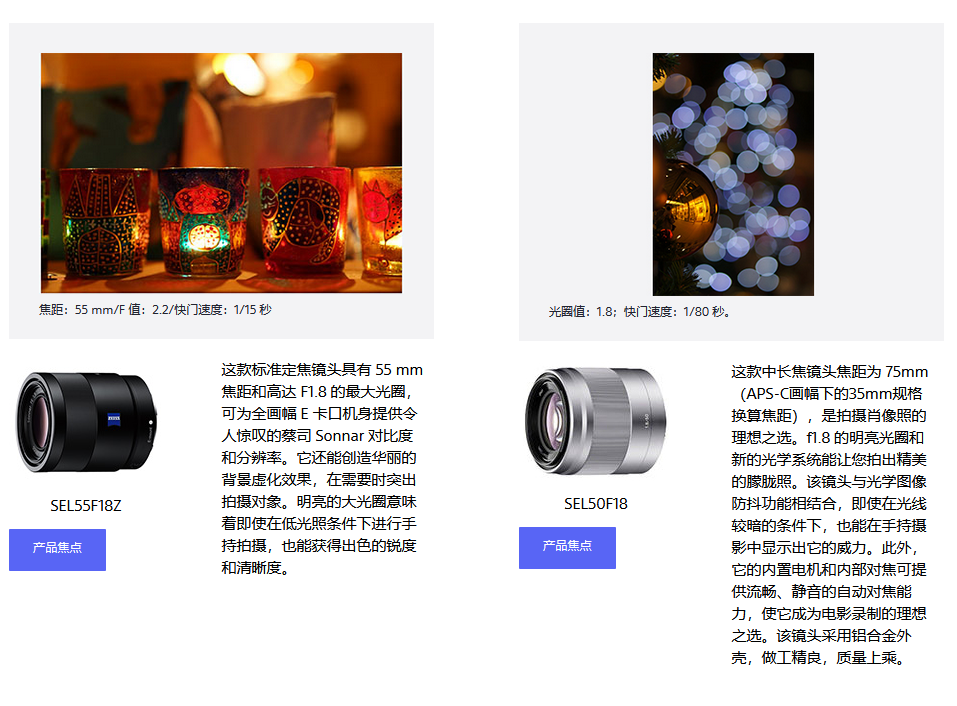 焦距：55 mm/F 值：2.2/快门速度：1/15 秒
这款标准定焦镜头具有 55 mm
焦距和高达 F1.8 的最大光圈，
可为全画幅 E 卡口机身提供令
人惊叹的蔡司 Sonnar 对比度
和分辨率。它还能创造华丽的
背景虚化效果，在需要时突出
拍摄对象。明亮的大光圈意味
着即使在低光照条件下进行手
持拍摄，也能获得出色的锐度
和清晰度。
ZEISS
SEL55F18Z
产品焦点
光圈值：1.8；快门速度：1/80 秒。
这款中长焦镜头焦距为 75mm
（APS-C画幅下的35mm规格
换算焦距），是拍摄肖像照的
理想之选。f1.8 的明亮光圈和
新的光学系统能让您拍出精美
的朦胧照。该镜头与光学图像
防抖功能相结合，即使在光线
较暗的条件下，也能在手持摄
影中显示出它的威力。此外，
它的内置电机和内部对焦可提
供流畅、静音的自动对焦能
力，使它成为电影录制的理想
之选。该镜头采用铝合金外
壳，做工精良，质量上乘。
1.8/50
SEL50F18
产品焦点